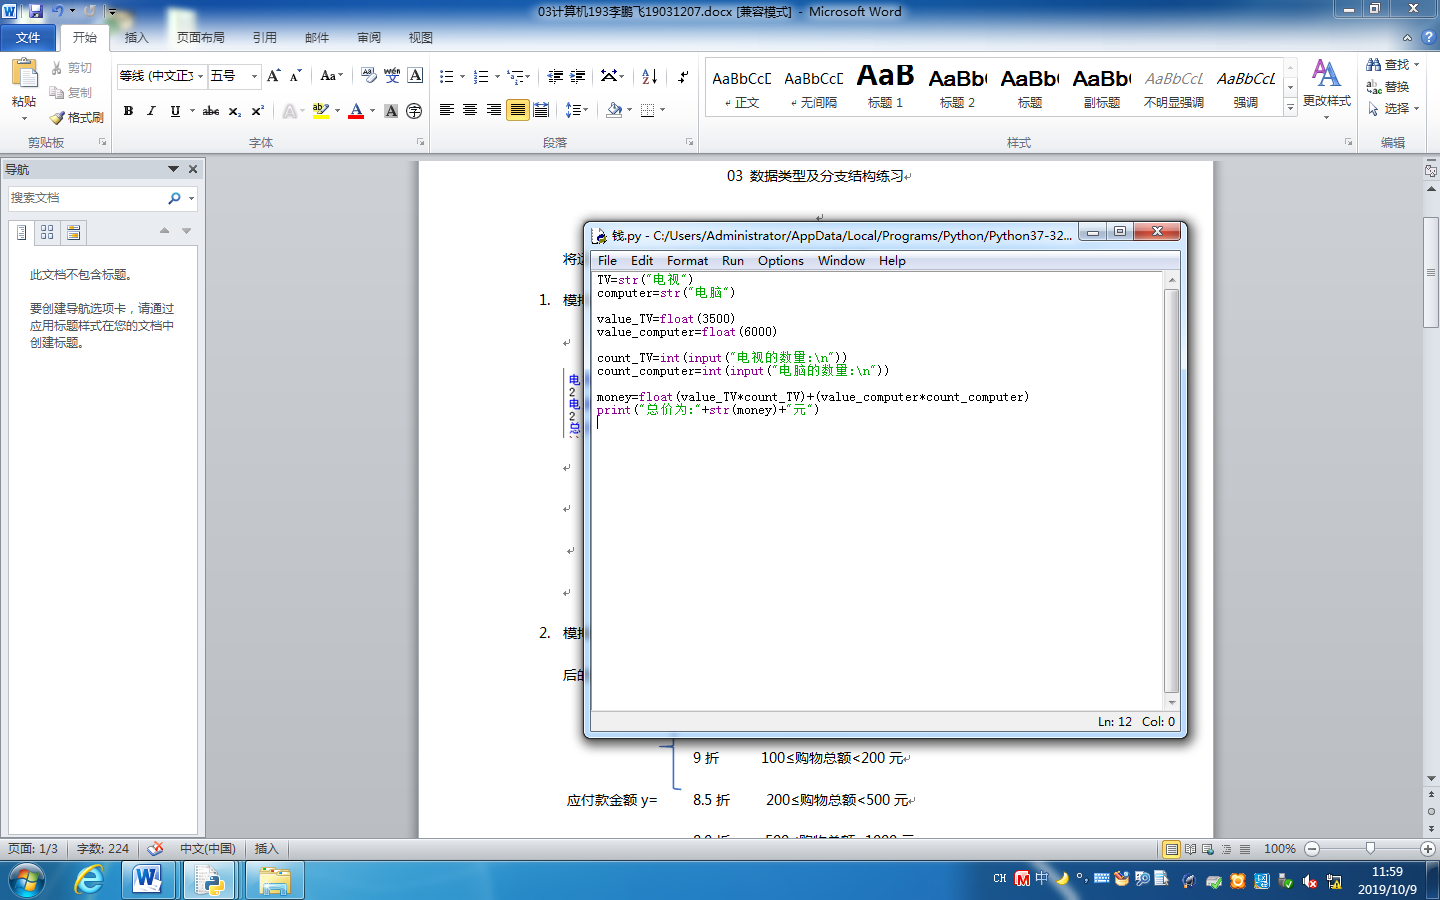 03计算机193李鹏飞19031207.docx [兼容模式] - Microsoft Word
文件 开始 插入 页面布局 引用 邮件 审阅 视图
粘贴 剪切 复制 格式刷
等线 (中文正文 五号
AaBbCcD AaBbCcD AaB AaBb AaBb AaBb AaBbCcL AaBbCcL
正文 无间隔 标题 1 标题 2 标题 副标题 不明显强调 强调
更改样式
查找
替换
选择
剪贴板 字体 段落 样式 编辑
导航
搜索文档
此文档不包含标题。
要创建导航选项卡，请通过
应用标题样式在您的文档中
创建标题。
03 数据类型及分支结构练习
1. 模
电
2
电
2
总
2. 模
后的
9 折 100≤购物总额<200 元
应付款金额 y= 8.5 折 200≤购物总额<500 元
钱.py - C:/Users/Administrator/AppData/Local/Programs/Python/Python37-32...
File Edit Format Run Options Window Help
TV=str("电视")
computer=str("电脑")
value_TV=float(3500)
value_computer=float(6000)
count_TV=int(input("电视的数量:\n"))
count_computer=int(input("电脑的数量:\n"))
money=float(value_TV*count_TV)+(value_computer*count_computer)
print("总价为:"+str(money)+"元")
Ln: 12 Col: 0
页面: 1/3 字数: 224 中文(中国) 插入 100%
CH 中 11:59
2019/10/9